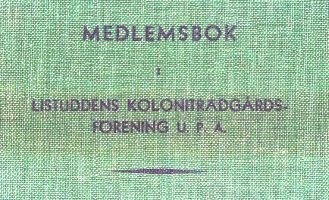 MEDLEMSBOK
I
LISTUDDENS KOLONITRÄDGÅRDS-
FÖRENING U. P. A.